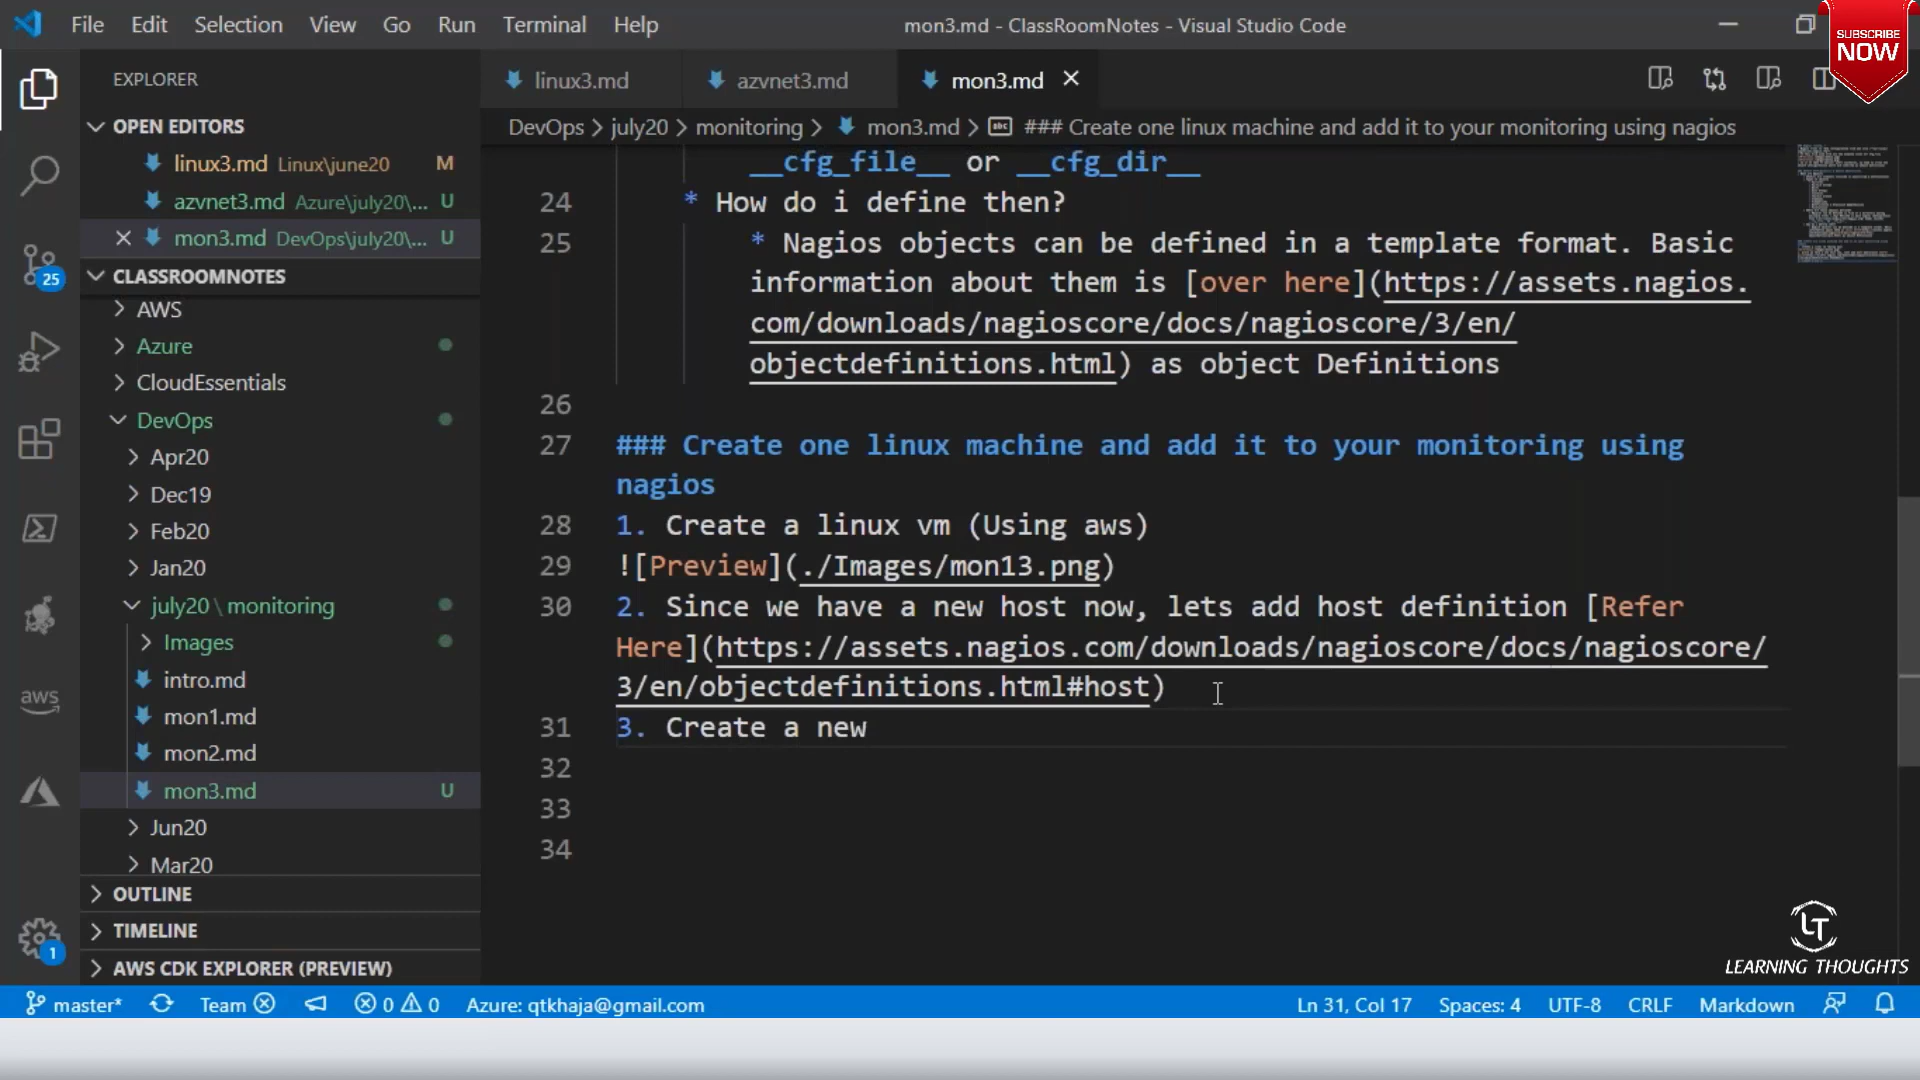 File Edit Selection View Go Run Terminal Help
mon3.md - ClassRoomNotes - Visual Studio Code
SUBSCRIBE
NOW
EXPLORER
linux3.md
azvnet3.md
mon3.md
OPEN EDITORS
DevOps > july20 > monitoring > mon3.md > ### Create one linux machine and add it to your monitoring using nagios
linux3.md Linux\june20 M
azvnet3.md Azure\july20\... U
mon3.md DevOps\july20\... U
25
CLASSROOMNOTES
AWS
Azure
CloudEssentials
DevOps
Apr20
Dec19
Feb20
Jan20
july20 \ monitoring
Images
intro.md
mon1.md
mon2.md
mon3.md U
Jun20
Mar20
OUTLINE
TIMELINE
AWS CDK EXPLORER (PREVIEW)
aws
1
__cfg_file__ or __cfg_dir__
24 * How do i define then?
25 * Nagios objects can be defined in a template format. Basic
information about them is [over here](https://assets.nagios.
com/downloads/nagioscore/docs/nagioscore/3/en/
objectdefinitions.html) as object Definitions
26
27 ### Create one linux machine and add it to your monitoring using
nagios
28 1. Create a linux vm (Using aws)
29 ![Preview](./Images/mon13.png)
30 2. Since we have a new host now, lets add host definition [Refer
Here](https://assets.nagios.com/downloads/nagioscore/docs/nagioscore/
3/en/objectdefinitions.html#host)
31 3. Create a new
32
33
34
LT
LEARNING THOUGHTS
master* Team 0 0 Azure: qtkhaja@gmail.com Ln 31, Col 17 Spaces: 4 UTF-8 CRLF Markdown